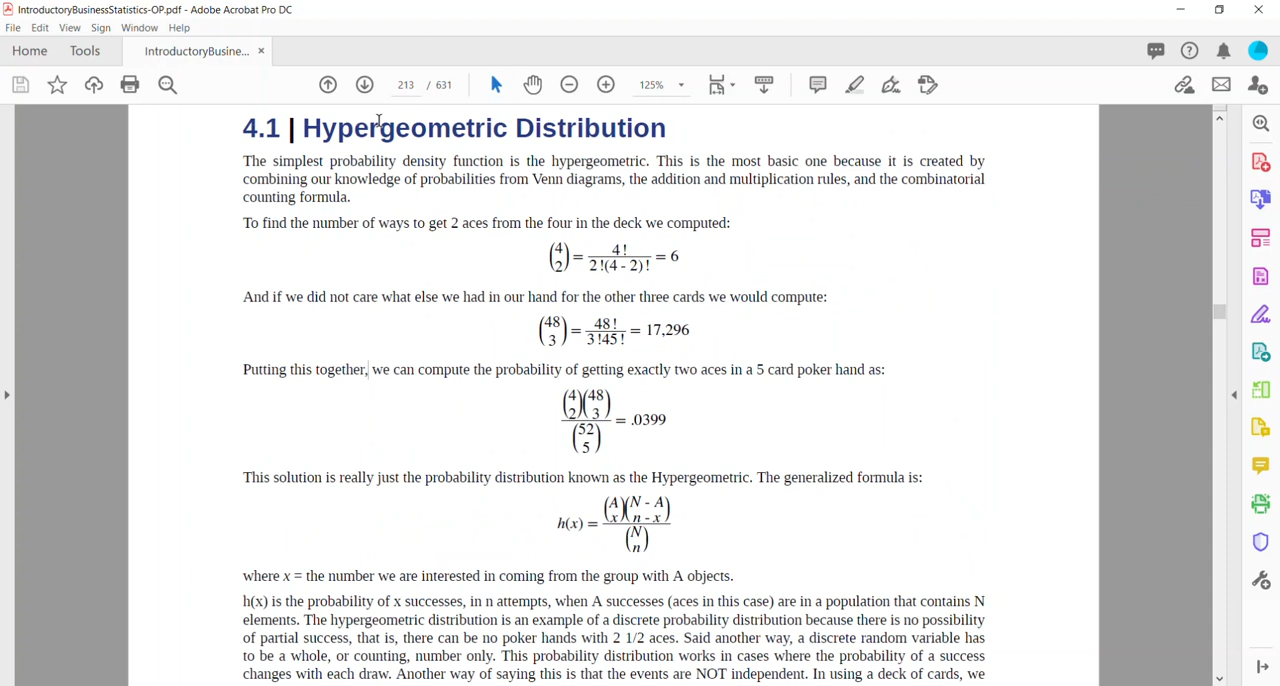 IntroductoryBusinessStatistics-OP.pdf - Adobe Acrobat Pro DC
File Edit View Sign Window Help
Home Tools IntroductoryBusine... ×
213 / 631 125%
4.1 | Hypergeometric Distribution
The simplest probability density function is the hypergeometric. This is the most basic one because it is created by
combining our knowledge of probabilities from Venn diagrams, the addition and multiplication rules, and the combinatorial
counting formula.
To find the number of ways to get 2 aces from the four in the deck we computed:
(4 2) = 4! / 2!(4 - 2)! = 6
And if we did not care what else we had in our hand for the other three cards we would compute:
(48 3) = 48! / 3!45! = 17,296
Putting this together, we can compute the probability of getting exactly two aces in a 5 card poker hand as:
(4 2)(48 3) / (52 5) = .0399
This solution is really just the probability distribution known as the Hypergeometric. The generalized formula is:
h(x) = (A x)(N - A n - x) / (N n)
where x = the number we are interested in coming from the group with A objects.
h(x) is the probability of x successes, in n attempts, when A successes (aces in this case) are in a population that contains N
elements. The hypergeometric distribution is an example of a discrete probability distribution because there is no possibility
of partial success, that is, there can be no poker hands with 2 1/2 aces. Said another way, a discrete random variable has
to be a whole, or counting, number only. This probability distribution works in cases where the probability of a success
changes with each draw. Another way of saying this is that the events are NOT independent. In using a deck of cards, we